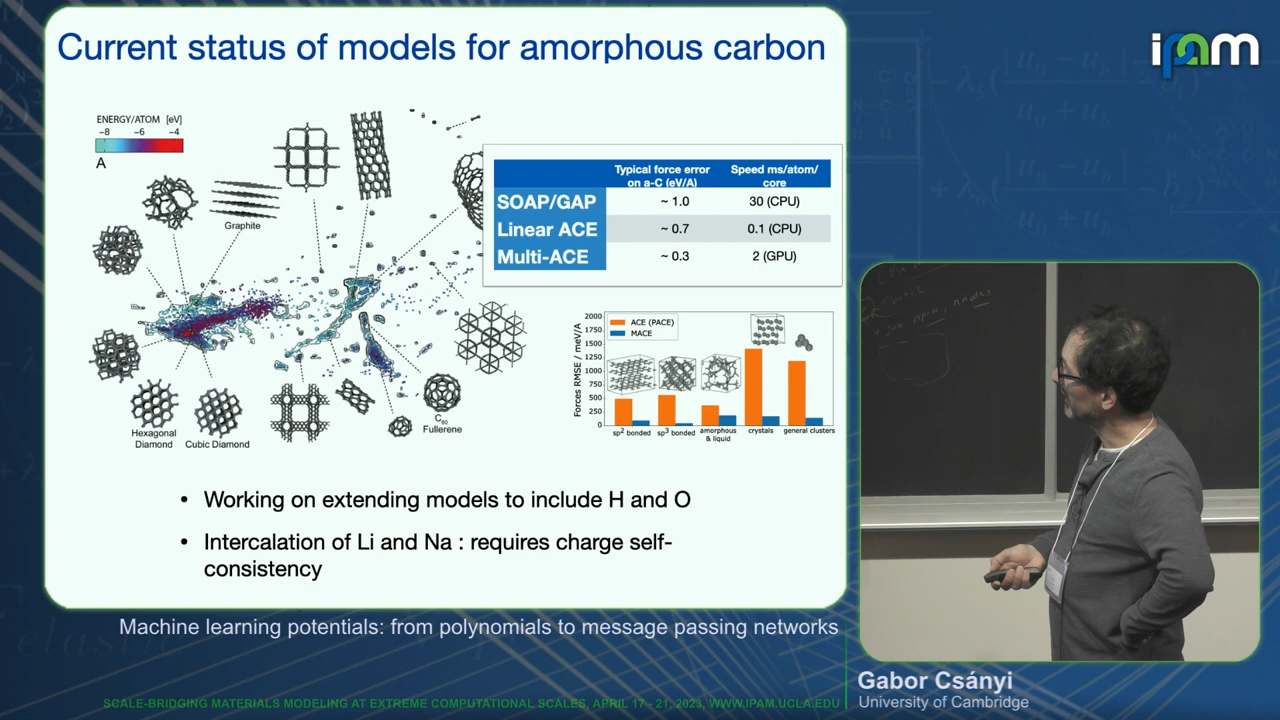 Current status of models for amorphous carbon
ipam
ENERGY/ATOM [eV]
−8 −6 −4
A
Graphite
Hexagonal
Diamond
Cubic Diamond
C60
Fullerene
Typical force error
on a-C (eV/A)
Speed ms/atom/
core
SOAP/GAP ~ 1.0 30 (CPU)
Linear ACE ~ 0.7 0.1 (CPU)
Multi-ACE ~ 0.3 2 (GPU)
Forces RMSE / meV/A
2000
1750
1500
1250
1000
750
500
250
0
ACE (PACE)
MACE
sp2 bonded
sp3 bonded
amorphous
& liquid
crystals
general clusters
• Working on extending models to include H and O
• Intercalation of Li and Na : requires charge self-
consistency
Machine learning potentials: from polynomials to message passing networks
Gabor Csányi
University of Cambridge
SCALE-BRIDGING MATERIALS MODELING AT EXTREME COMPUTATIONAL SCALES, APRIL 17 - 21, 2023, WWW.IPAM.UCLA.EDU